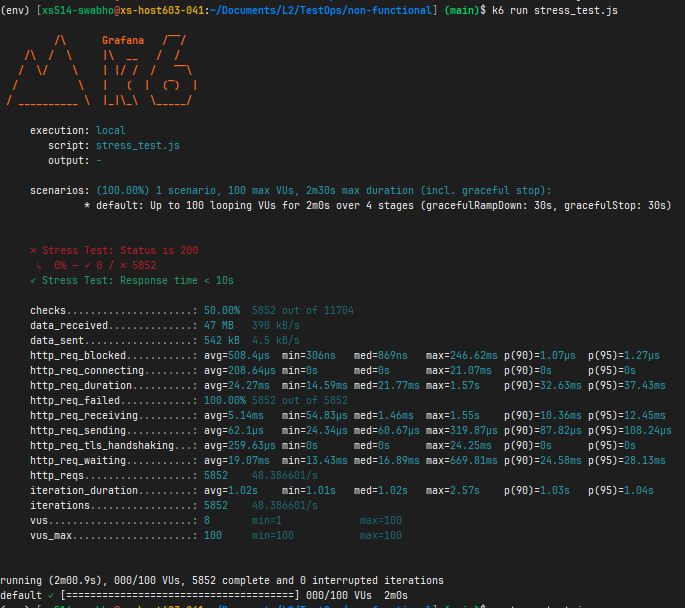 (env) [xs514-swabho@xs-host603-041:~/Documents/L2/TestOps/non-functional] (main)$ k6 run stress_test.js
Grafana
execution: local
script: stress_test.js
output: -
scenarios: (100.00%) 1 scenario, 100 max VUs, 2m30s max duration (incl. graceful stop):
* default: Up to 100 looping VUs for 2m0s over 4 stages (gracefulRampDown: 30s, gracefulStop: 30s)
✗ Stress Test: Status is 200
↳ 0% — ✓ 0 / ✗ 5852
✓ Stress Test: Response time < 10s
checks.....................: 50.00% 5852 out of 11704
data_received..............: 47 MB 390 kB/s
data_sent..................: 542 kB 4.5 kB/s
http_req_blocked...........: avg=508.4µs min=306ns med=869ns max=246.62ms p(90)=1.07µs p(95)=1.27µs
http_req_connecting........: avg=208.64µs min=0s med=0s max=21.07ms p(90)=0s p(95)=0s
http_req_duration..........: avg=24.27ms min=14.59ms med=21.77ms max=1.57s p(90)=32.63ms p(95)=37.43ms
http_req_failed............: 100.00% 5852 out of 5852
http_req_receiving.........: avg=5.14ms min=54.83µs med=1.46ms max=1.55s p(90)=10.36ms p(95)=12.45ms
http_req_sending...........: avg=62.1µs min=24.34µs med=60.67µs max=319.87µs p(90)=87.82µs p(95)=108.24µs
http_req_tls_handshaking...: avg=259.63µs min=0s med=0s max=24.25ms p(90)=0s p(95)=0s
http_req_waiting...........: avg=19.07ms min=13.43ms med=16.89ms max=669.81ms p(90)=24.58ms p(95)=28.13ms
http_reqs..................: 5852 48.386601/s
iteration_duration.........: avg=1.02s min=1.01s med=1.02s max=2.57s p(90)=1.03s p(95)=1.04s
iterations.................: 5852 48.386601/s
vus........................: 8 min=1 max=100
vus_max....................: 100 min=100 max=100
running (2m00.9s), 000/100 VUs, 5852 complete and 0 interrupted iterations
default ✓ [======================================] 000/100 VUs 2m0s